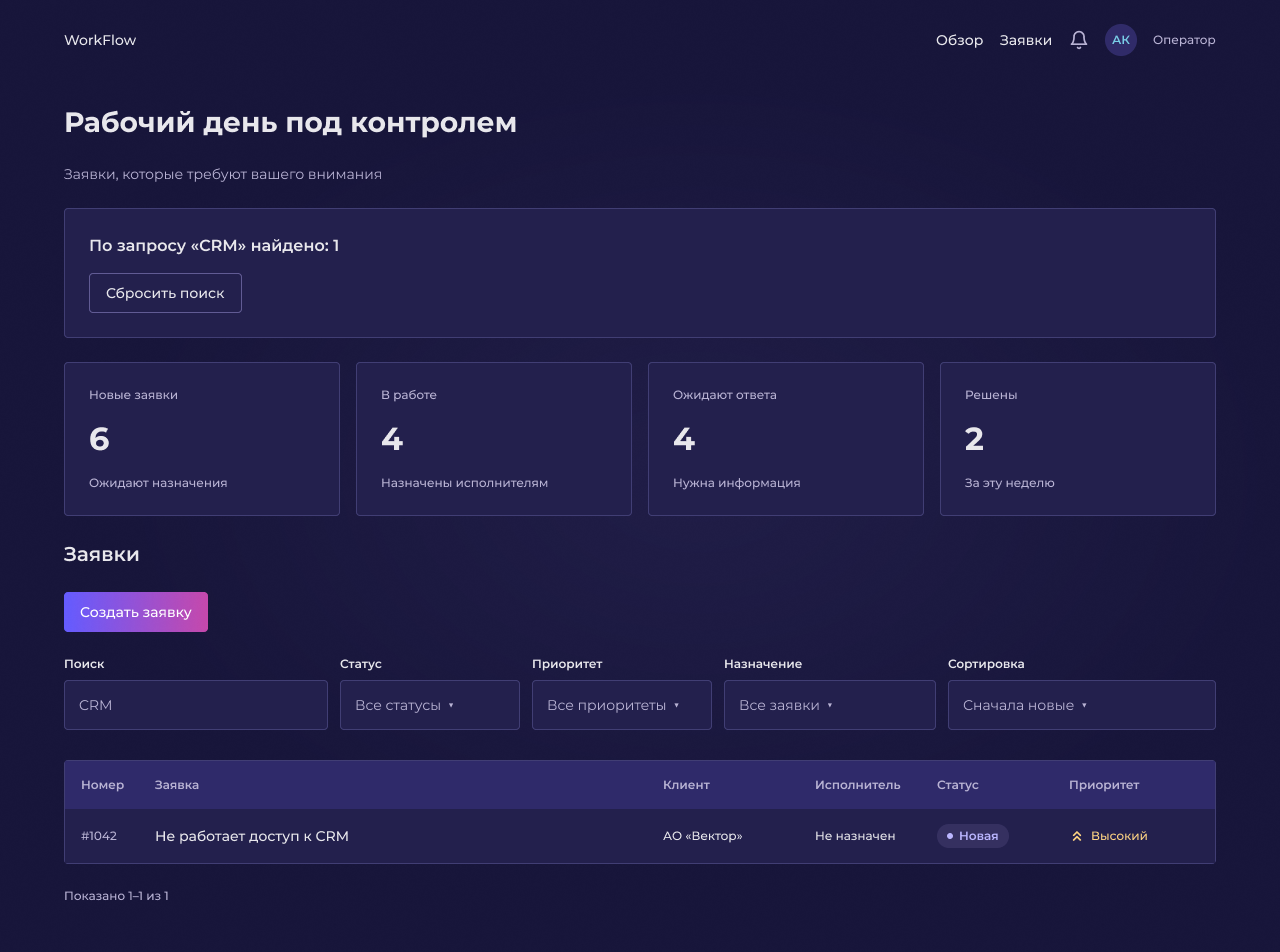 WorkFlow
Обзор Заявки АК Оператор
Рабочий день под контролем
Заявки, которые требуют вашего внимания
По запросу «CRM» найдено: 1
Сбросить поиск
Новые заявки
6
Ожидают назначения
В работе
4
Назначены исполнителям
Ожидают ответа
4
Нужна информация
Решены
2
За эту неделю
Заявки
Создать заявку
Поиск
CRM
Статус
Все статусы
Приоритет
Все приоритеты
Назначение
Все заявки
Сортировка
Сначала новые
Номер Заявка Клиент Исполнитель Статус Приоритет
#1042 Не работает доступ к CRM АО «Вектор» Не назначен Новая Высокий
Показано 1–1 из 1